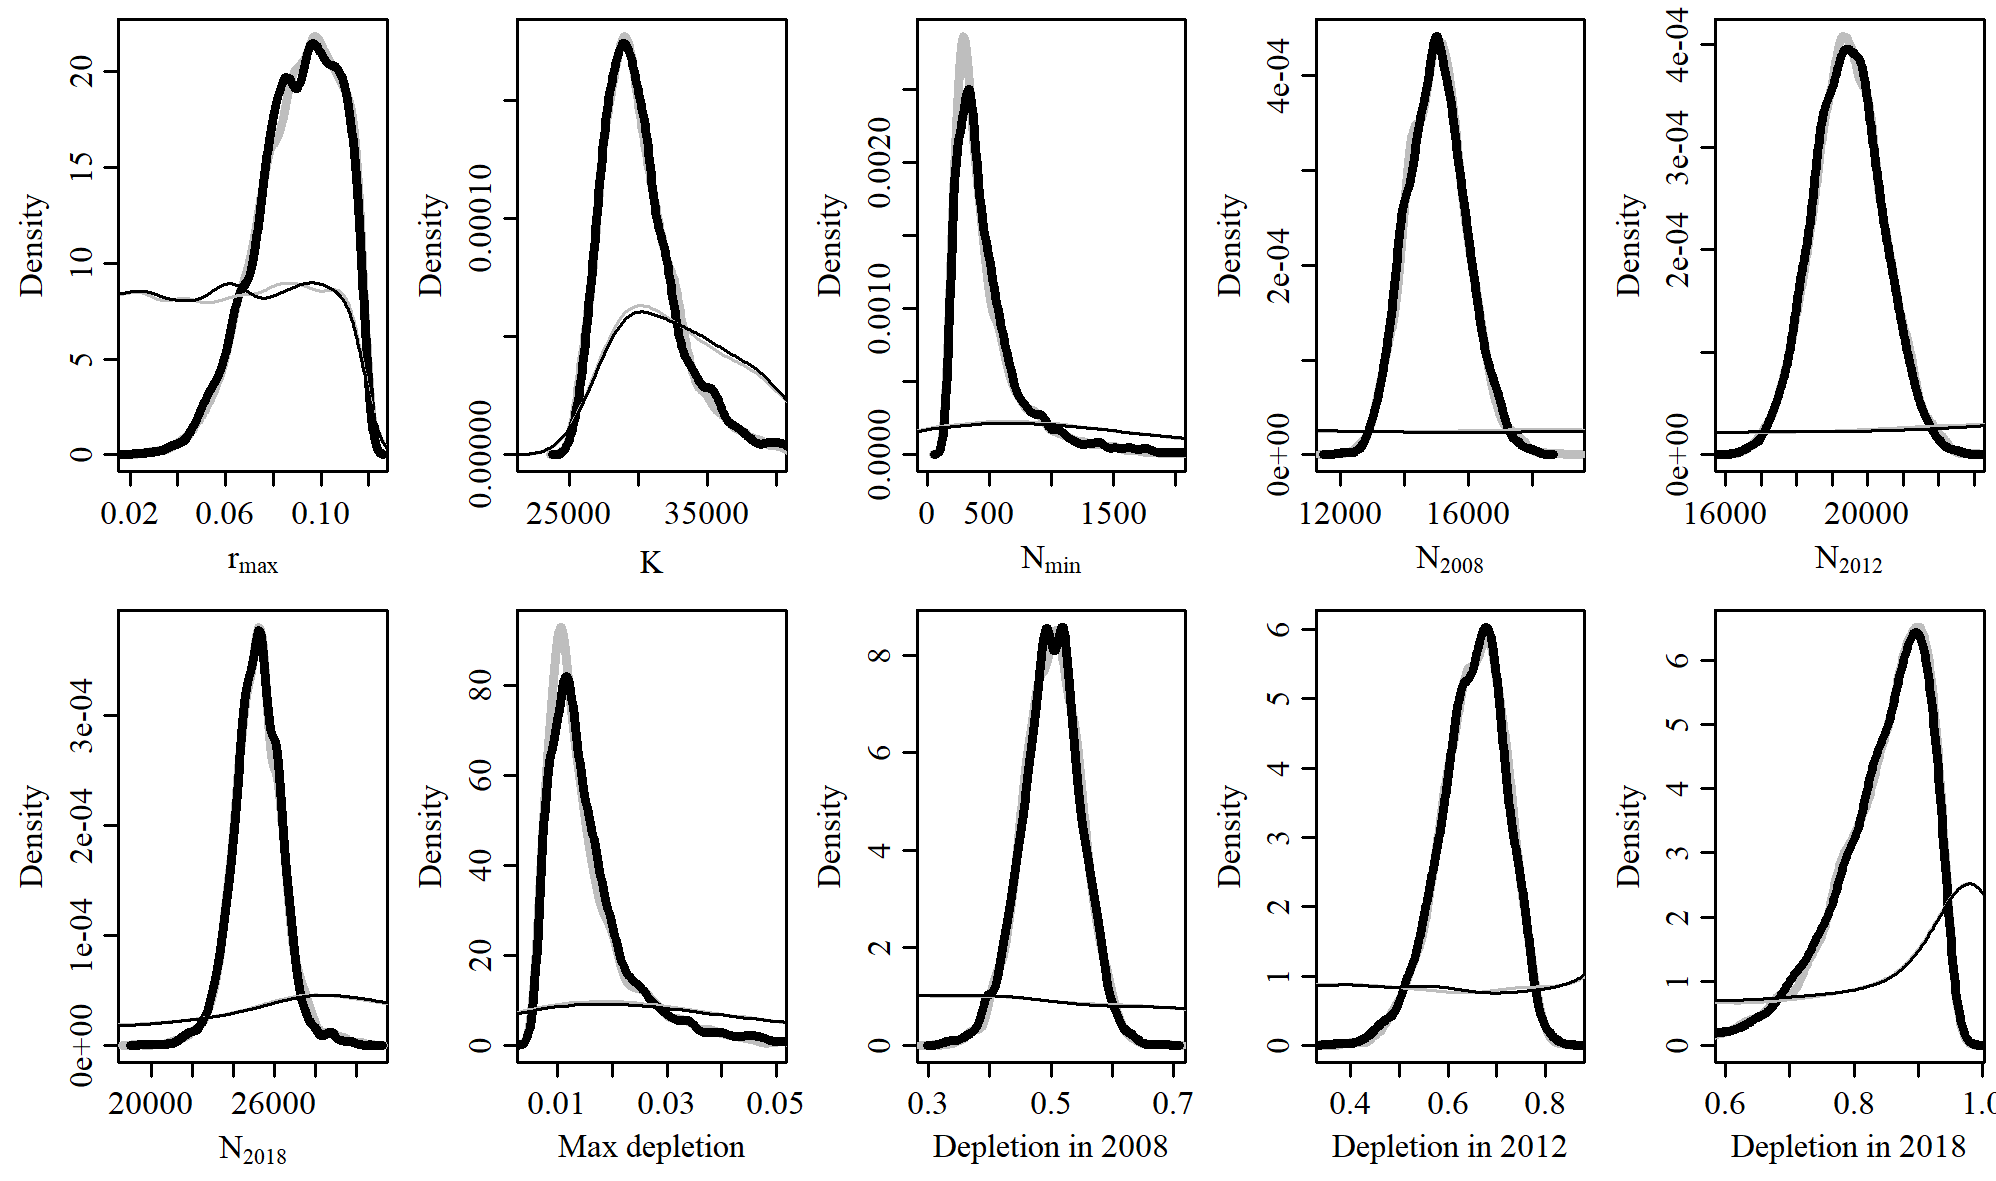 Density
0 5 10 15 20
0.02 0.06 0.10
rmax
Density
0.00000 0.00010
25000 35000
K
Density
0.0000 0.0010 0.0020
0 500 1500
Nmin
Density
0e+00 2e-04 4e-04
12000 16000
N2008
Density
0e+00 2e-04 3e-04 4e-04
16000 20000
N2012
Density
0e+00 1e-04 2e-04 3e-04
20000 26000
N2018
Density
0 20 40 60 80
0.01 0.03 0.05
Max depletion
Density
0 2 4 6 8
0.3 0.5 0.7
Depletion in 2008
Density
0 1 2 3 4 5 6
0.4 0.6 0.8
Depletion in 2012
Density
0 1 2 3 4 5 6
0.6 0.8 1.0
Depletion in 2018